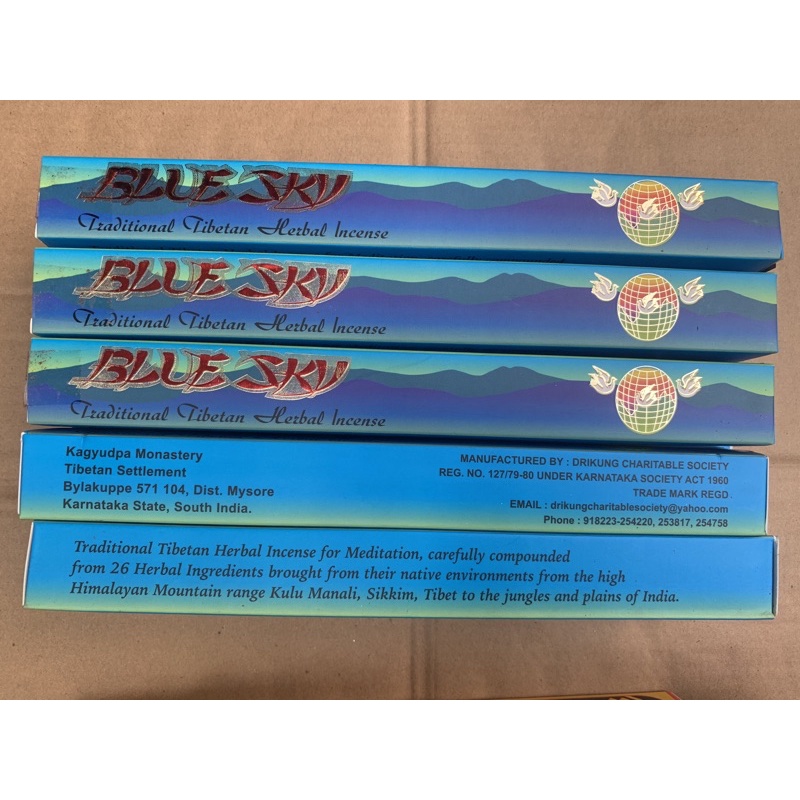 BLUE SKY
Traditional Tibetan Herbal Incense
BLUE SKY
Traditional Tibetan Herbal Incense
BLUE SKY
Traditional Tibetan Herbal Incense
Kagyudpa Monastery
Tibetan Settlement
Bylakuppe 571 104, Dist. Mysore
Karnataka State, South India.
MANUFACTURED BY : DRIKUNG CHARITABLE SOCIETY
REG. NO. 127/79-80 UNDER KARNATAKA SOCIETY ACT 1960
TRADE MARK REGD.
EMAIL : drikungcharitablesociety@yahoo.com
Phone : 918223-254220, 253817, 254758
Traditional Tibetan Herbal Incense for Meditation, carefully compounded
from 26 Herbal Ingredients brought from their native environments from the high
Himalayan Mountain range Kulu Manali, Sikkim, Tibet to the jungles and plains of India.